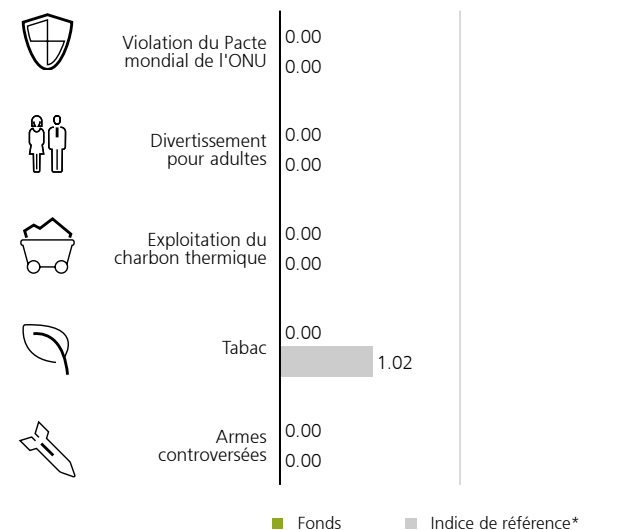 Violation du Pacte
mondial de l'ONU
0.00
0.00
Divertissement
pour adultes
0.00
0.00
Exploitation du
charbon thermique
0.00
0.00
Tabac
0.00
1.02
Armes
controversées
0.00
0.00
Fonds
Indice de référence*